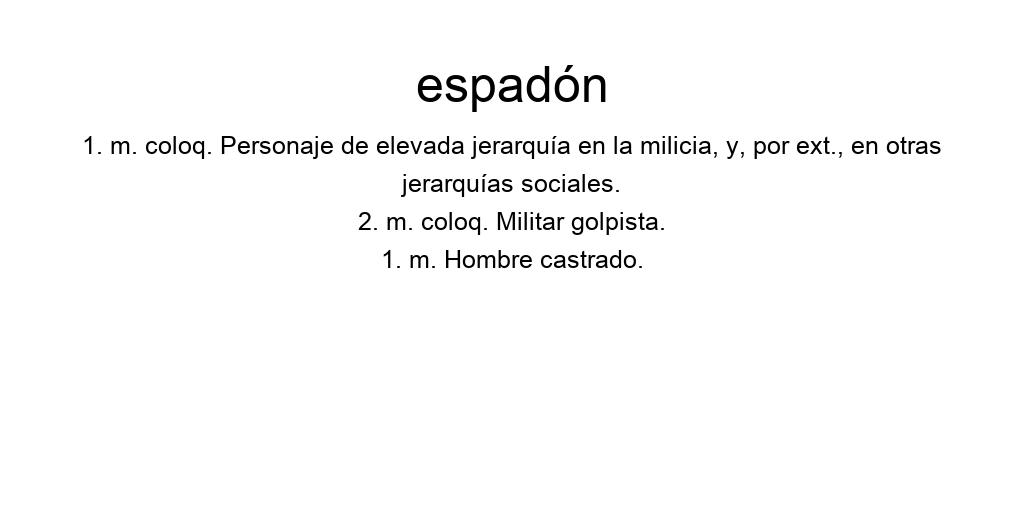 espadón
1. m. coloq. Personaje de elevada jerarquía en la milicia, y, por ext., en otras
jerarquías sociales.
2. m. coloq. Militar golpista.
1. m. Hombre castrado.